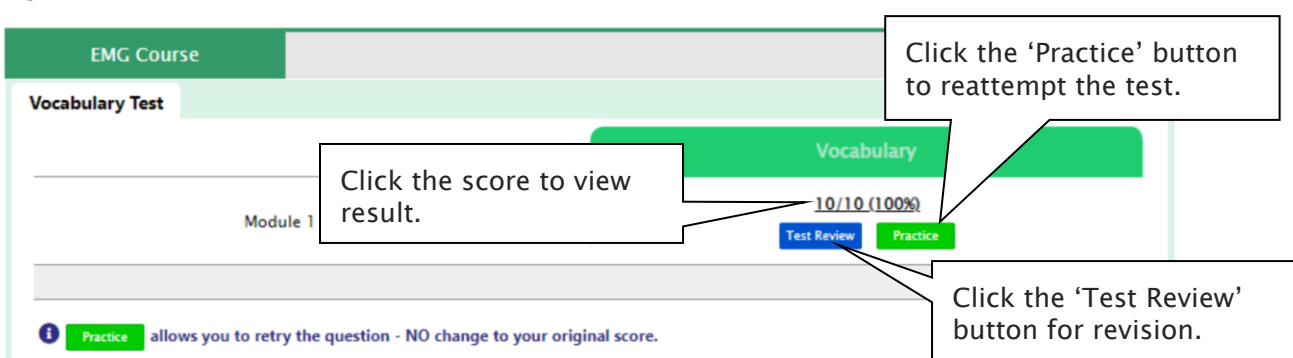 EMG Course
Click the ‘Practice’ button
to reattempt the test.
Vocabulary Test
Vocabulary
Click the score to view
result.
Module 1
10/10 (100%)
Test Review
Practice
Click the ‘Test Review’
button for revision.
Practice allows you to retry the question - NO change to your original score.